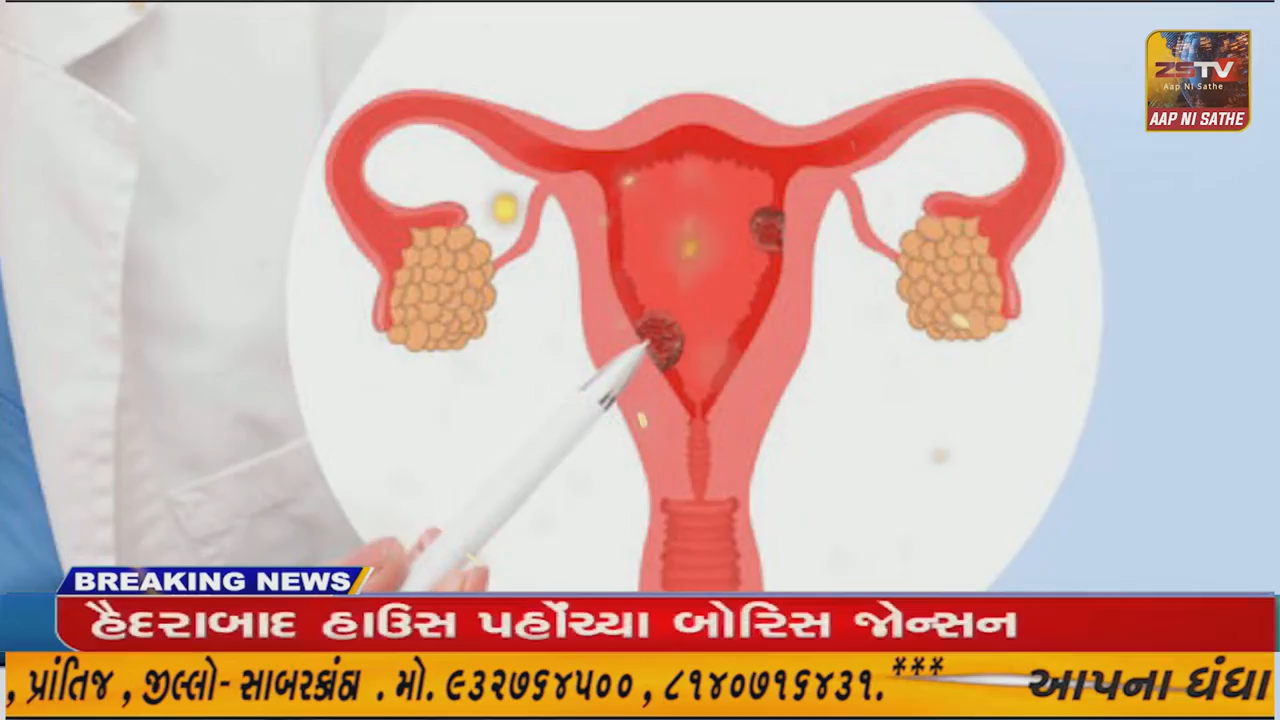 ZSTV
Aap Ni Sathe
AAP NI SATHE
BREAKING NEWS
હૈદરાબાદ હાઉસ પહોંચ્યા બોરિસ જોન્સન
, પ્રાંતિજ , જીલ્લો- સાબરકાંઠા . મો. ૯૩૨૭૬૪૫૦૦ , ૮૧૪૦૭૧૬૪૩૧.*** આપના ધંધા